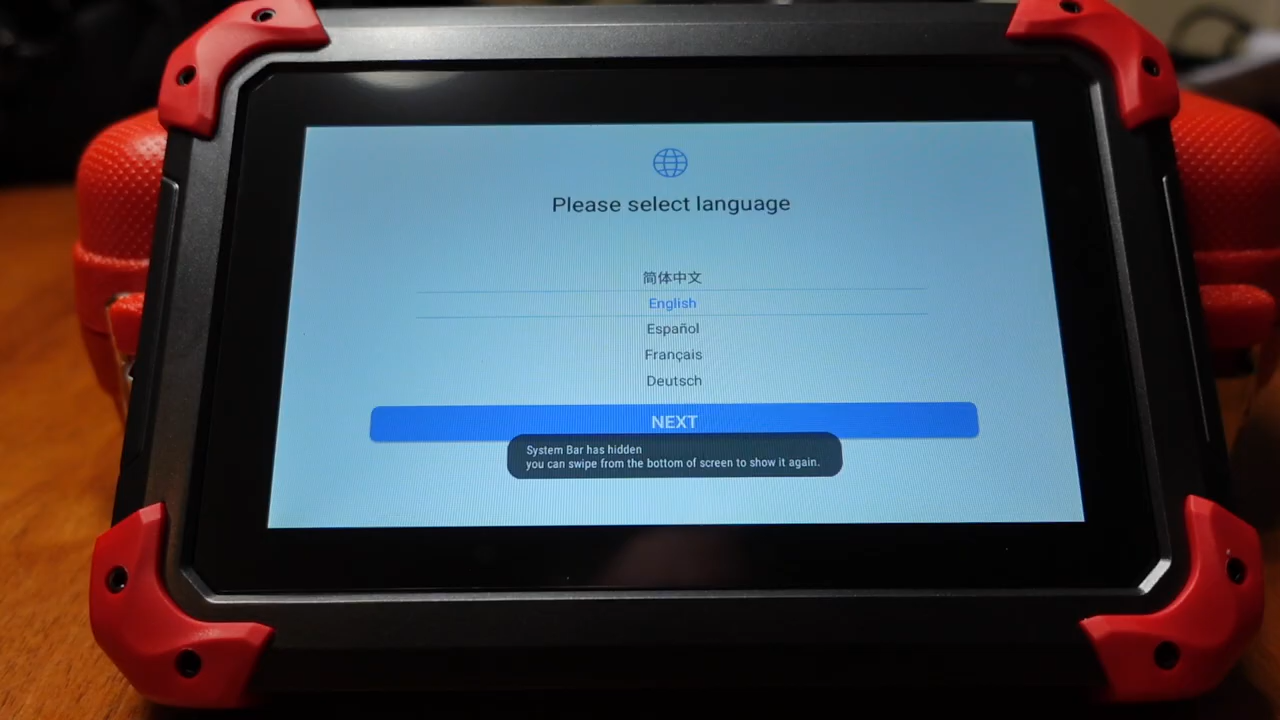 Please select language
简体中文
English
Español
Français
Deutsch
NEXT
System Bar has hidden
you can swipe from the bottom of screen to show it again.